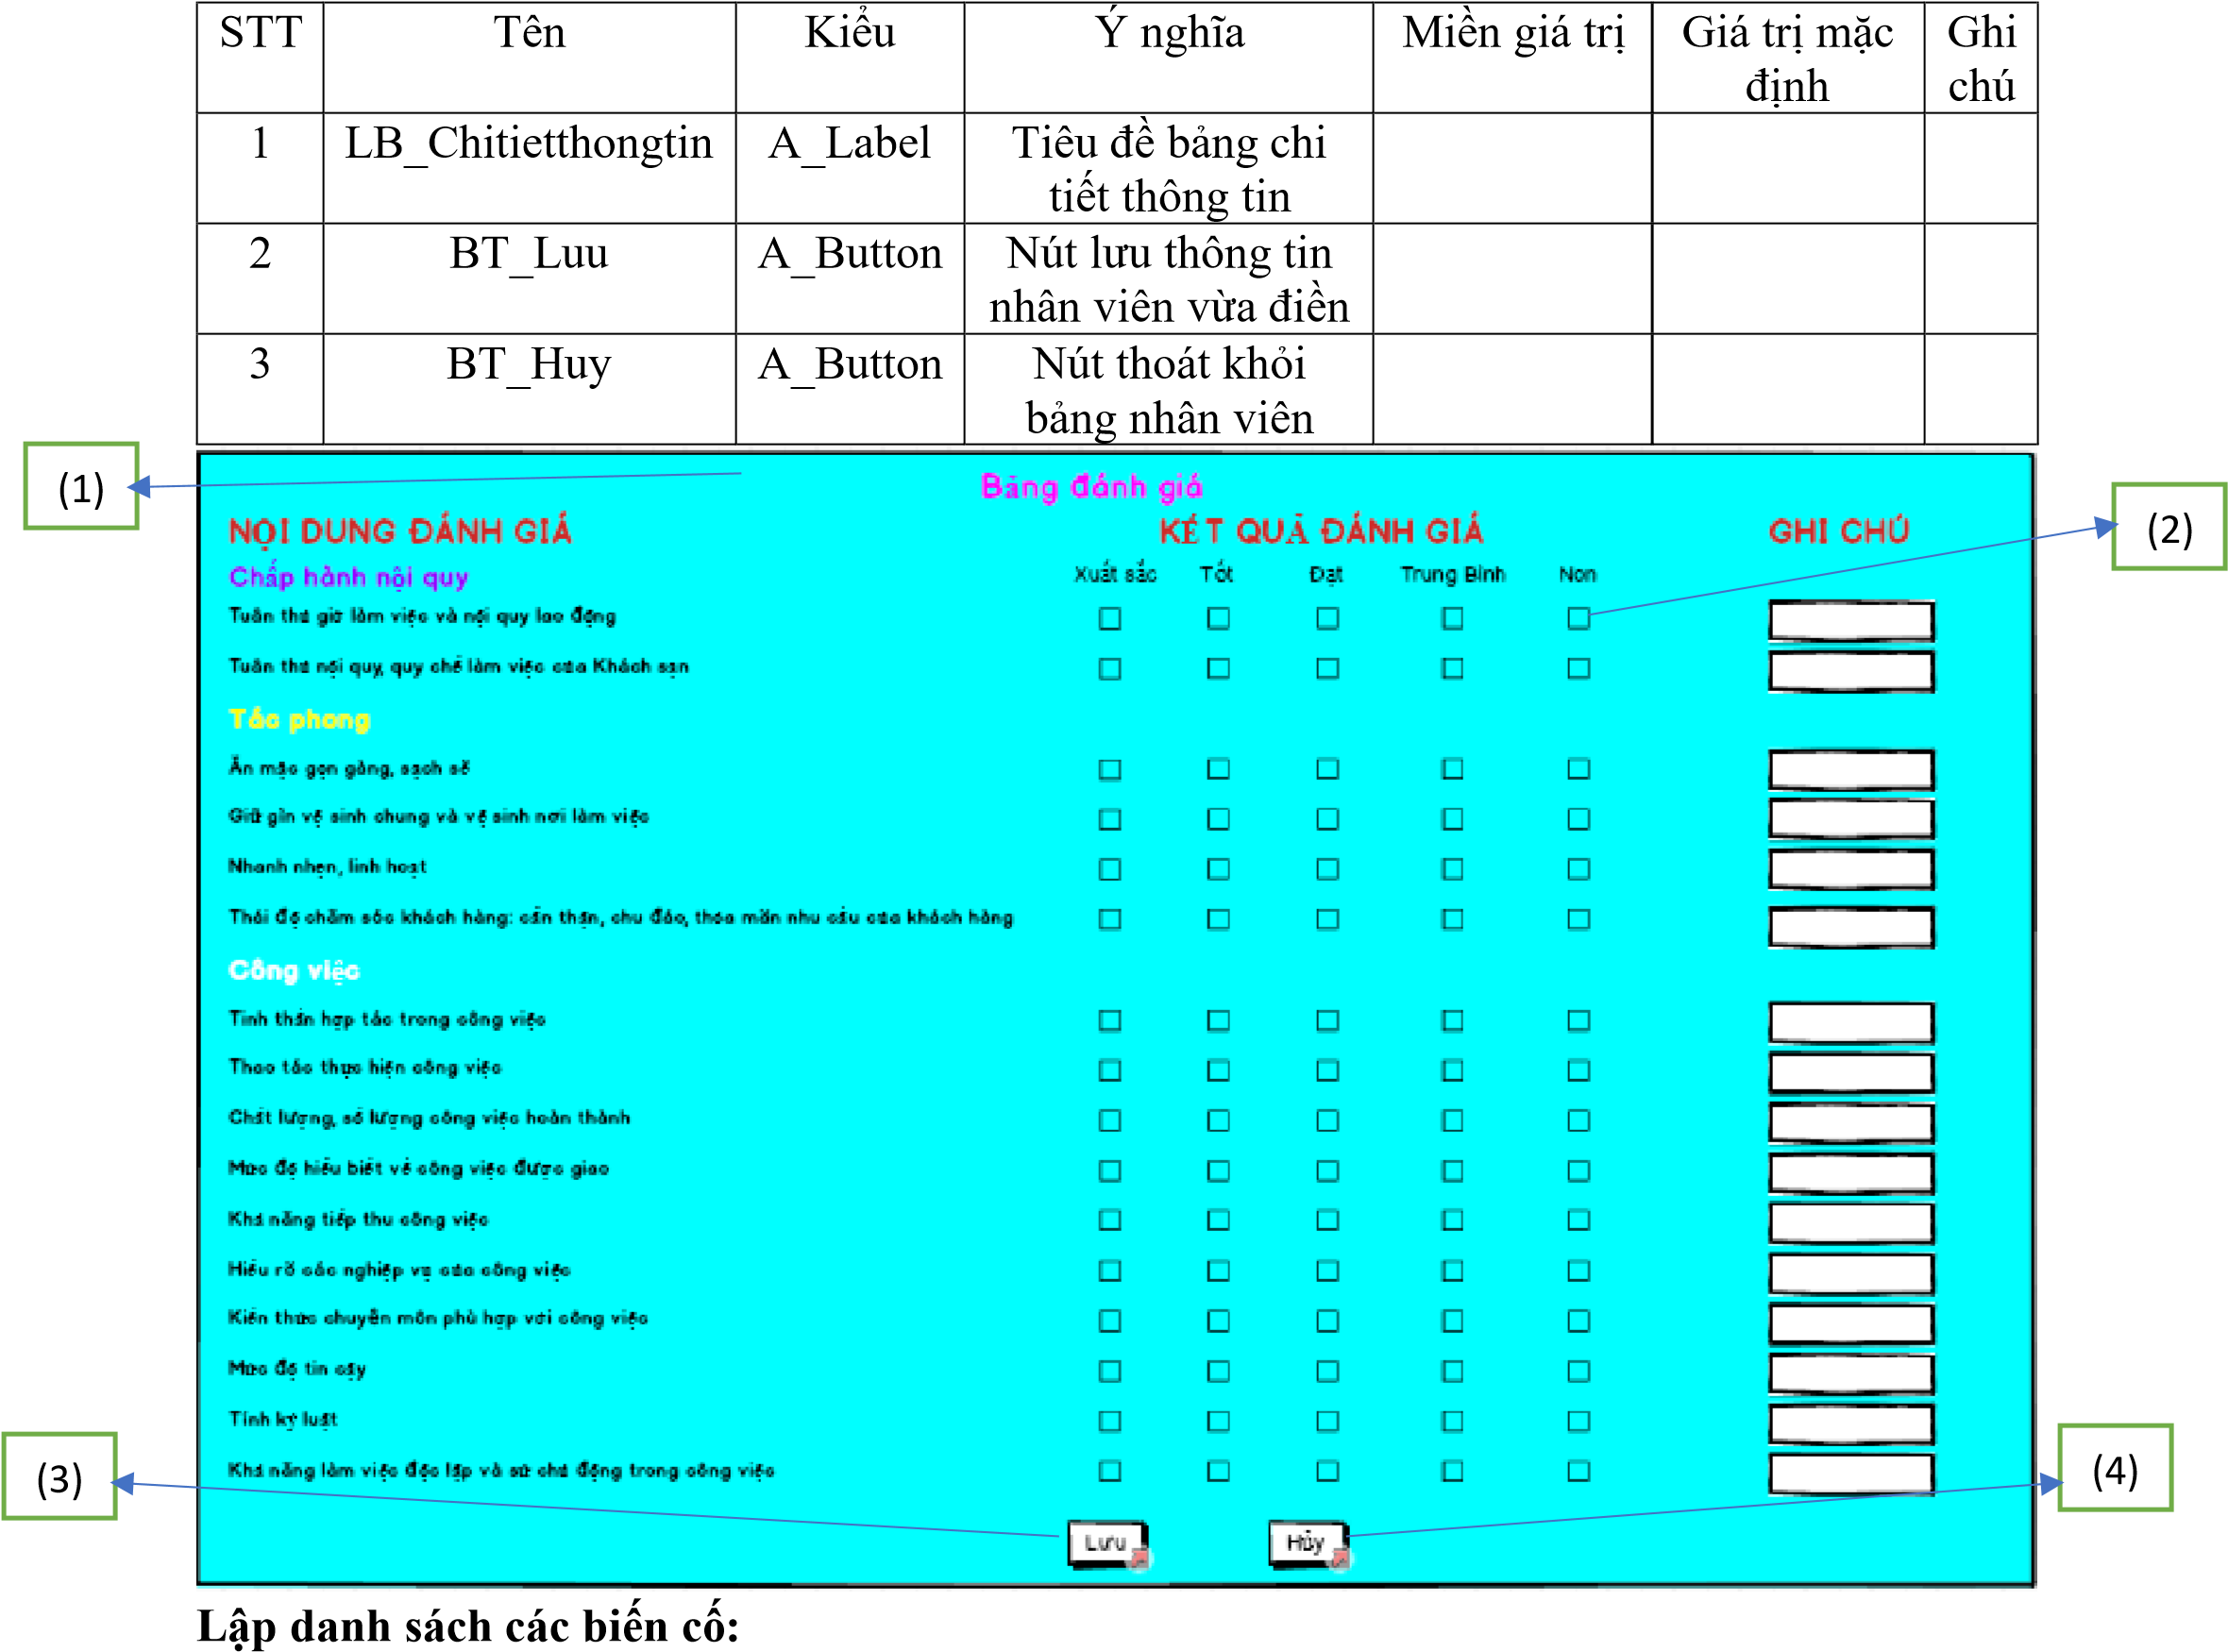 STT Tên Kiểu Ý nghĩa Miền giá trị Giá trị mặc định Ghi chú
1 LB_Chitietthongtin A_Label Tiêu đề bảng chi tiết thông tin
2 BT_Luu A_Button Nút lưu thông tin nhân viên vừa điền
3 BT_Huy A_Button Nút thoát khỏi bảng nhân viên
(1)
Bảng đánh giá
(2)
NỘI DUNG ĐÁNH GIÁ KẾT QUẢ ĐÁNH GIÁ GHI CHÚ
Chấp hành nội quy Xuất sắc Tốt Đạt Trung Bình Non
Tuân thủ giờ làm việc và nội quy lao động
Tuân thủ nội quy, quy chế làm việc của Khách sạn
Tác phong
Ăn mặc gọn gàng, sạch sẽ
Giữ gìn vệ sinh chung và vệ sinh nơi làm việc
Nhanh nhẹn, linh hoạt
Thái độ chăm sóc khách hàng: cẩn thận, chu đáo, thỏa mãn nhu cầu của khách hàng
Công việc
Tinh thần hợp tác trong công việc
Thao tác thực hiện công việc
Chất lượng, số lượng công việc hoàn thành
Mức độ hiểu biết về công việc được giao
Khả năng tiếp thu công việc
Hiểu rõ các nghiệp vụ của công việc
Kiến thức chuyên môn phù hợp với công việc
Mức độ tin cậy
Tính kỷ luật
Khả năng làm việc độc lập và sự chủ động trong công việc
(3)
(4)
Lưu Hủy
Lập danh sách các biến cố: